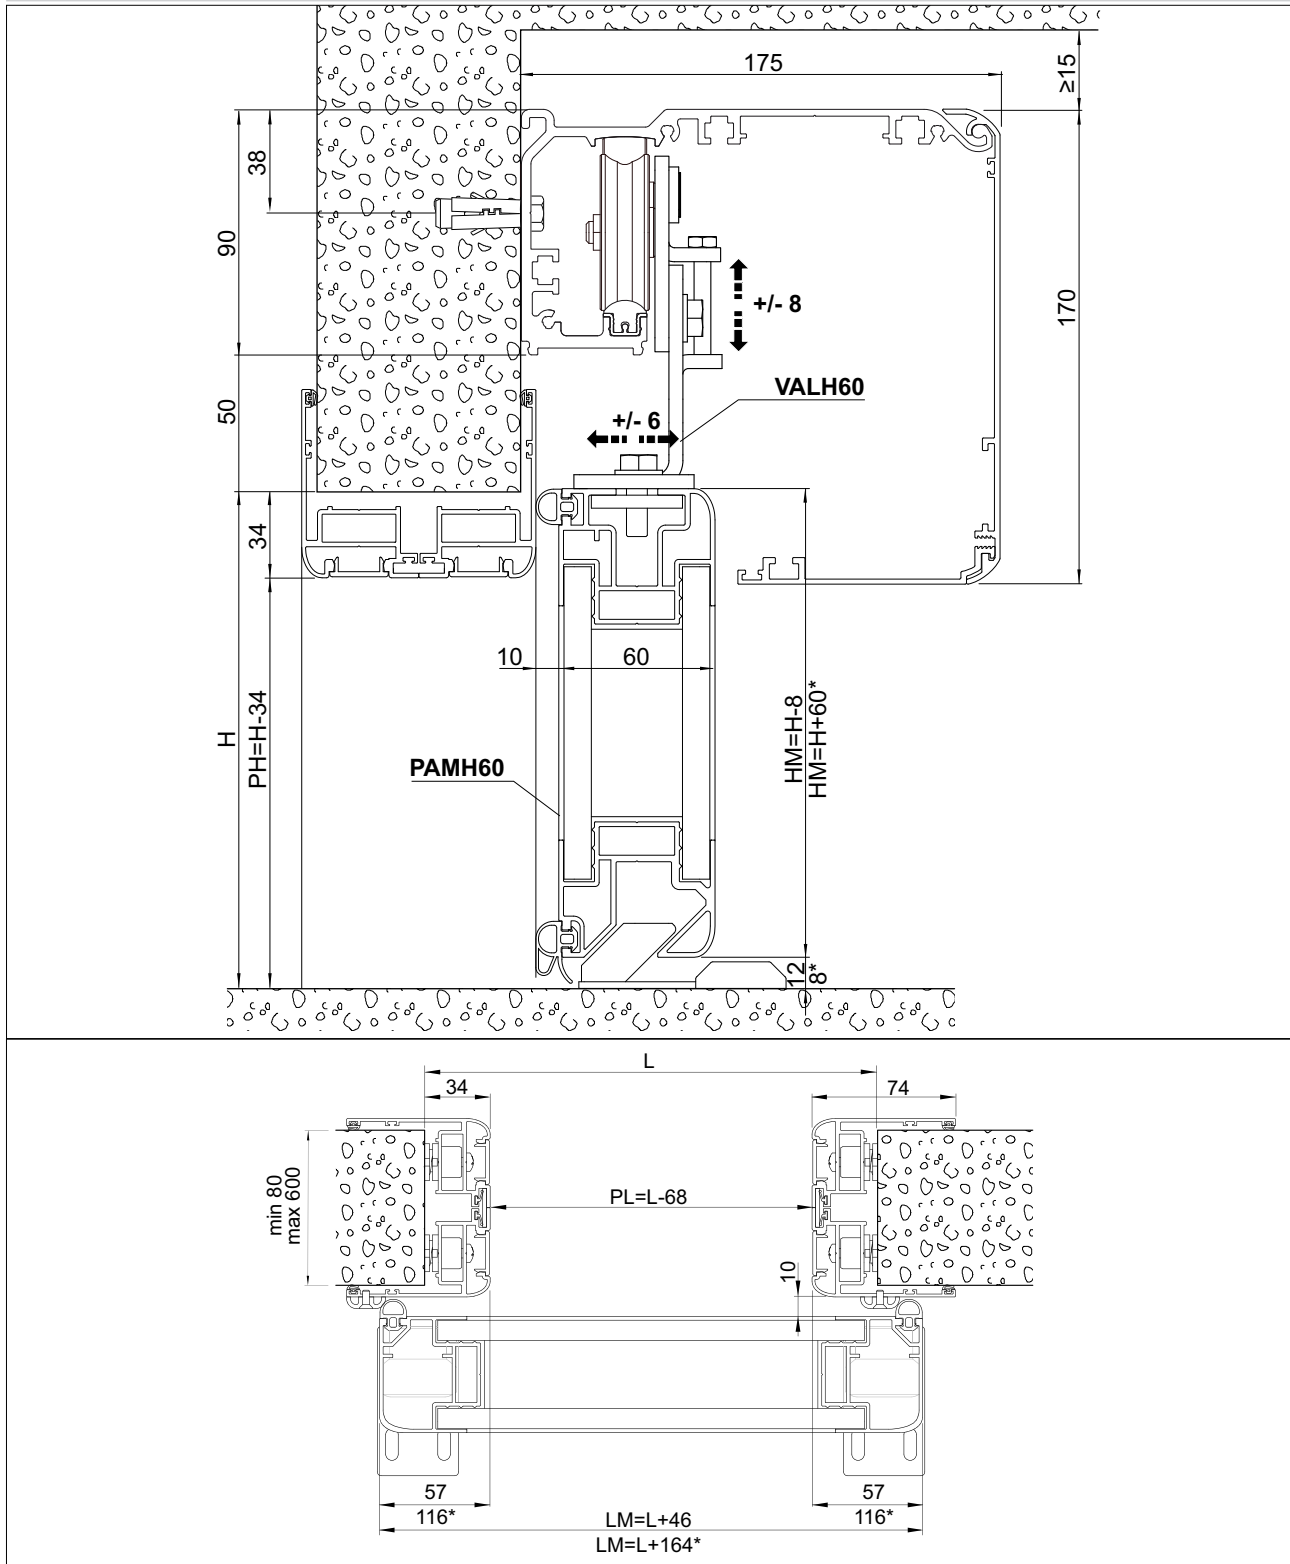 175
≥15
38
90
+/- 8
170
VALH60
50
+/- 6
34
10
60
HM=H-8
HM=H+60*
H
PH=H-34
PAMH60
12
8*
L
34
74
min 80
max 600
PL=L-68
10
57
116*
57
116*
LM=L+46
LM=L+164*